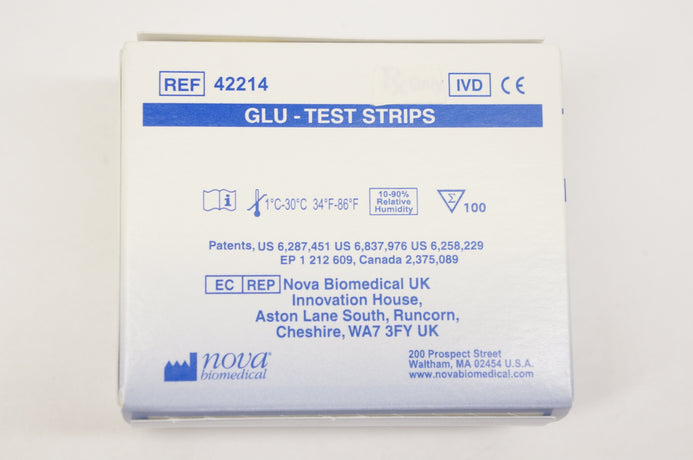 REF 42214
Rx Only
IVD CE
GLU - TEST STRIPS
i
1°C-30°C 34°F-86°F
10-90%
Relative
Humidity
Σ
100
Patents, US 6,287,451 US 6,837,976 US 6,258,229
EP 1 212 609, Canada 2,375,089
EC REP Nova Biomedical UK
Innovation House,
Aston Lane South, Runcorn,
Cheshire, WA7 3FY UK
nova®
biomedical
200 Prospect Street
Waltham, MA 02454 U.S.A.
www.novabiomedical.com